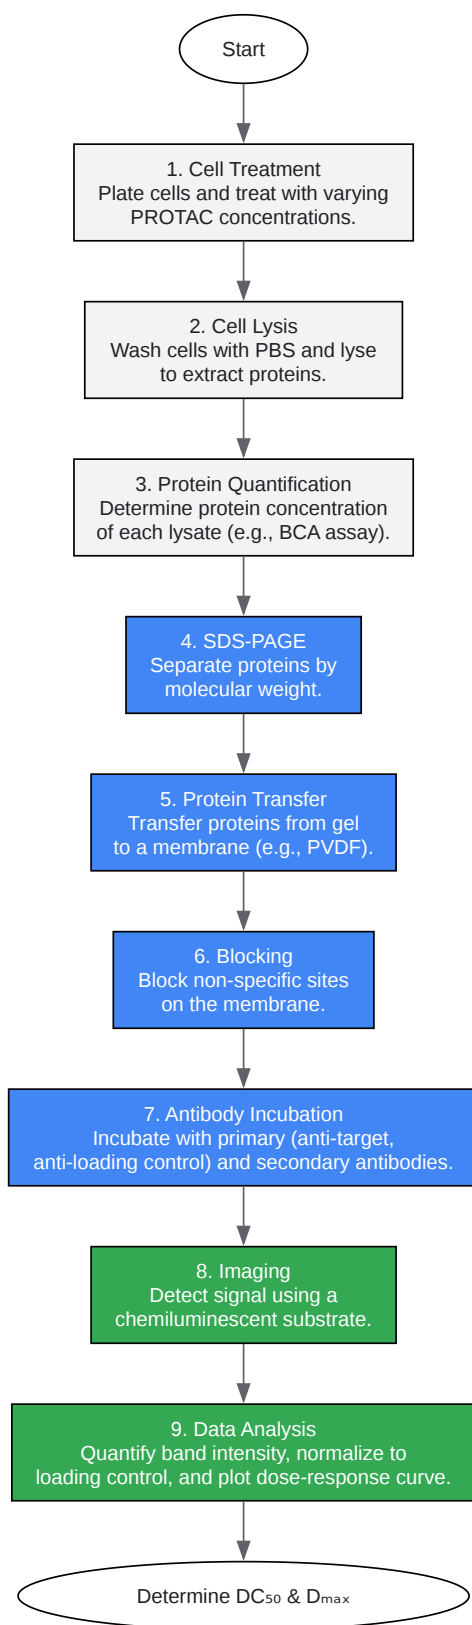 Start
1. Cell Treatment
Plate cells and treat with varying
PROTAC concentrations.
2. Cell Lysis
Wash cells with PBS and lyse
to extract proteins.
3. Protein Quantification
Determine protein concentration
of each lysate (e.g., BCA assay).
4. SDS-PAGE
Separate proteins by
molecular weight.
5. Protein Transfer
Transfer proteins from gel
to a membrane (e.g., PVDF).
6. Blocking
Block non-specific sites
on the membrane.
7. Antibody Incubation
Incubate with primary (anti-target,
anti-loading control) and secondary antibodies.
8. Imaging
Detect signal using a
chemiluminescent substrate.
9. Data Analysis
Quantify band intensity, normalize to
loading control, and plot dose-response curve.
Determine DC₅₀ & Dₘₐₓ